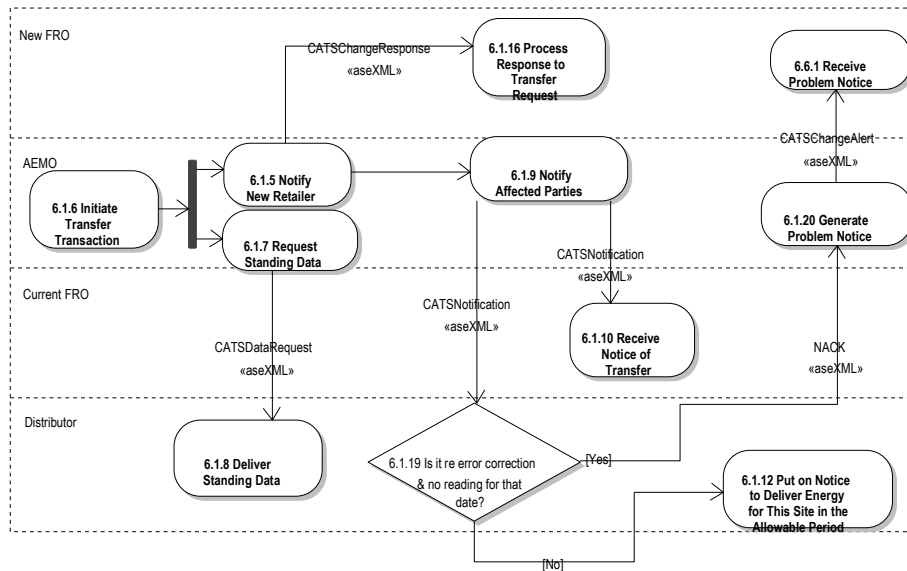 New FRO
CATSChangeResponse
«aseXML»
6.1.16 Process
Response to
Transfer
Request
6.6.1 Receive
Problem Notice
CATSChangeAlert
«aseXML»
AEMO
6.1.6 Initiate
Transfer
Transaction
6.1.5 Notify
New Retailer
6.1.7 Request
Standing Data
6.1.9 Notify
Affected Parties
6.1.20 Generate
Problem Notice
Current FRO
CATSDataRequest
«aseXML»
CATSNotification
«aseXML»
CATSNotification
«aseXML»
6.1.10 Receive
Notice of
Transfer
NACK
«aseXML»
Distributor
6.1.8 Deliver
Standing Data
6.1.19 Is it re error correction
& no reading for that
date?
[Yes]
6.1.12 Put on Notice
to Deliver Energy
for This Site in the
Allowable Period
[No]